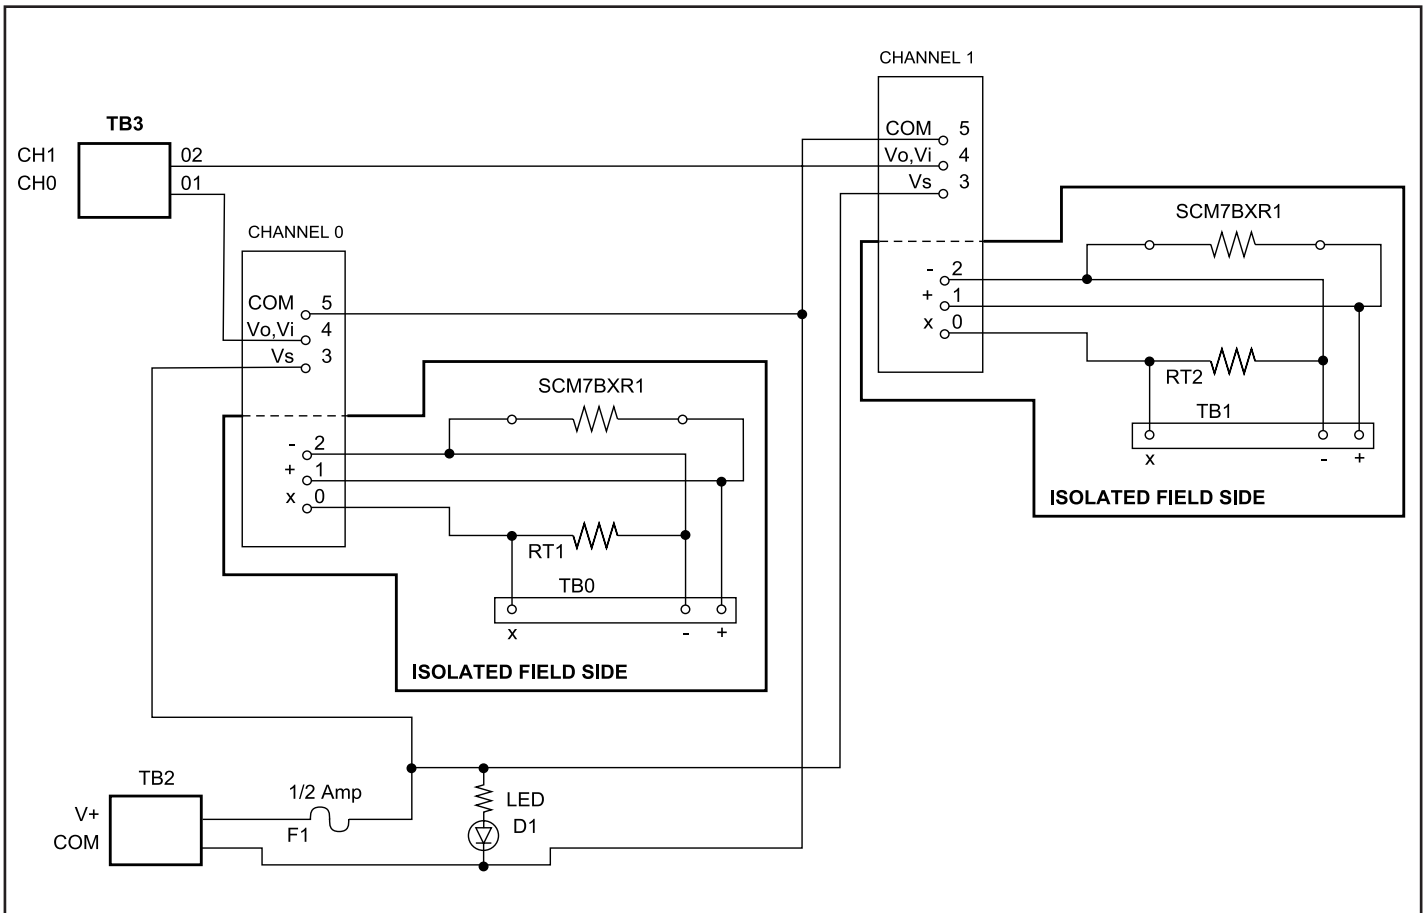 CHANNEL 1
TB3
COM 5
CH1
02
Vo,Vi 4
CH0
01
Vs 3
SCM7BXR1
CHANNEL 0
- 2
+ 1
COM 5
x 0
Vo,Vi 4
Vs 3
RT2
SCM7BXR1
TB1
- 2
x - +
+ 1
x 0
ISOLATED FIELD SIDE
RT1
TB0
x - +
ISOLATED FIELD SIDE
TB2
1/2 Amp
LED
V+
F1
D1
COM